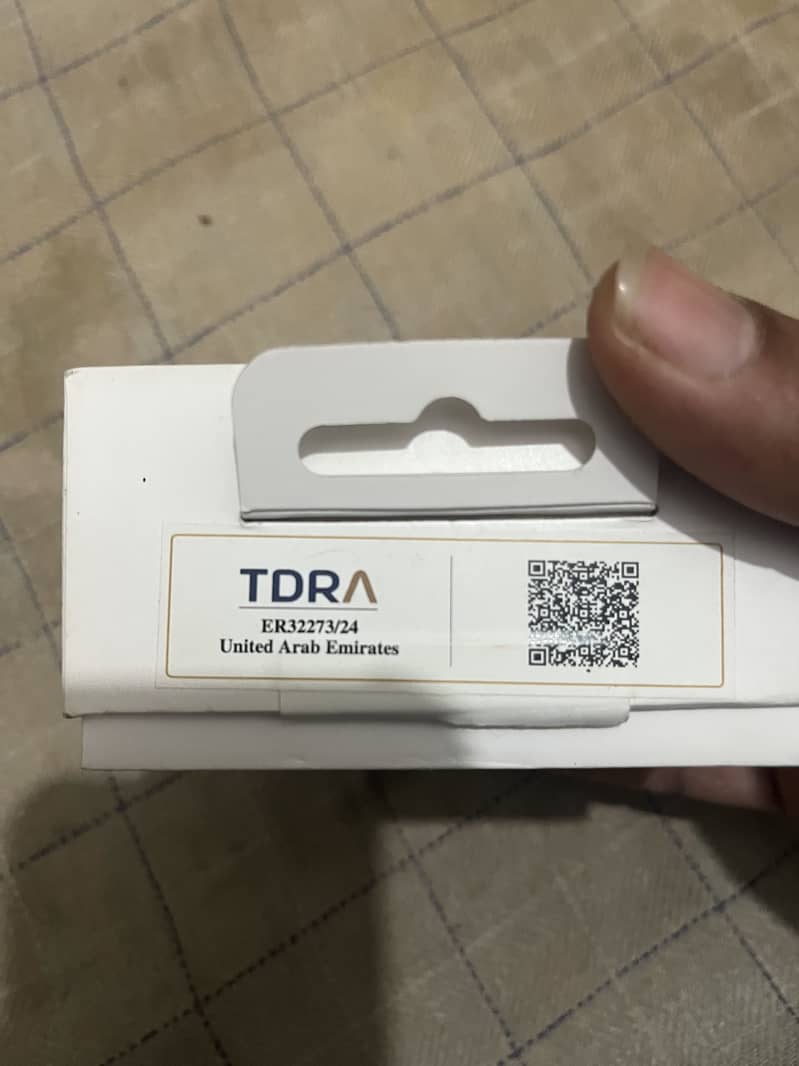 TDRA
ER32273/24
United Arab Emirates